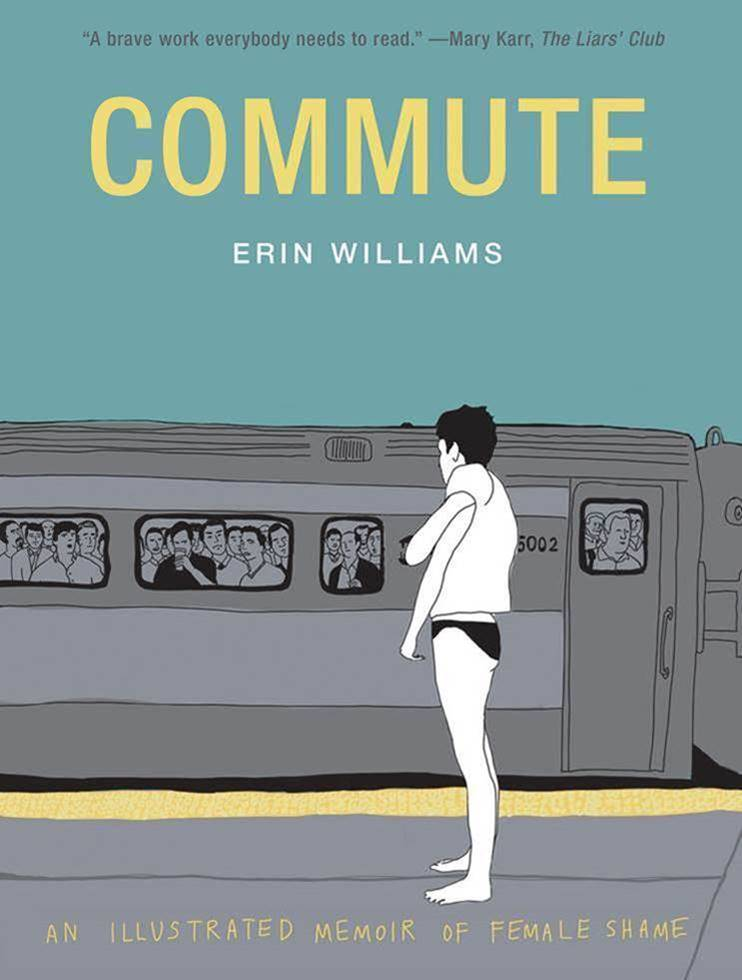 “A brave work everybody needs to read.” —Mary Karr, The Liars’ Club
COMMUTE
ERIN WILLIAMS
5002
AN ILLUSTRATED MEMOIR OF FEMALE SHAME